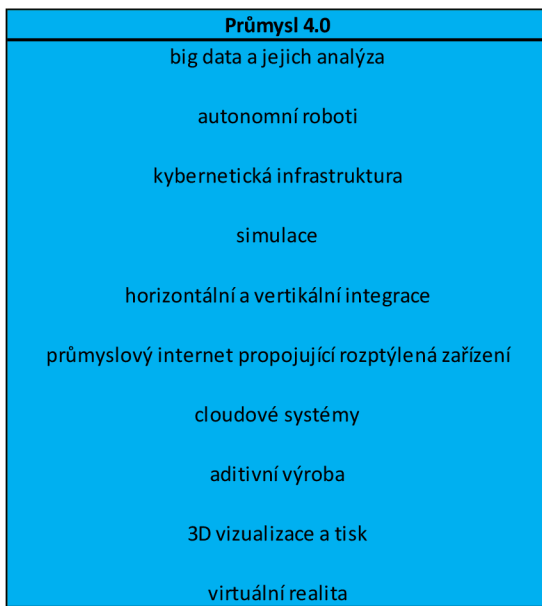 Průmysl 4.0
big data a jejich analýza
autonomní roboti
kybernetická infrastruktura
simulace
horizontální a vertikální integrace
průmyslový internet propojující rozptýlená zařízení
cloudové systémy
aditivní výroba
3D vizualizace a tisk
virtuální realita